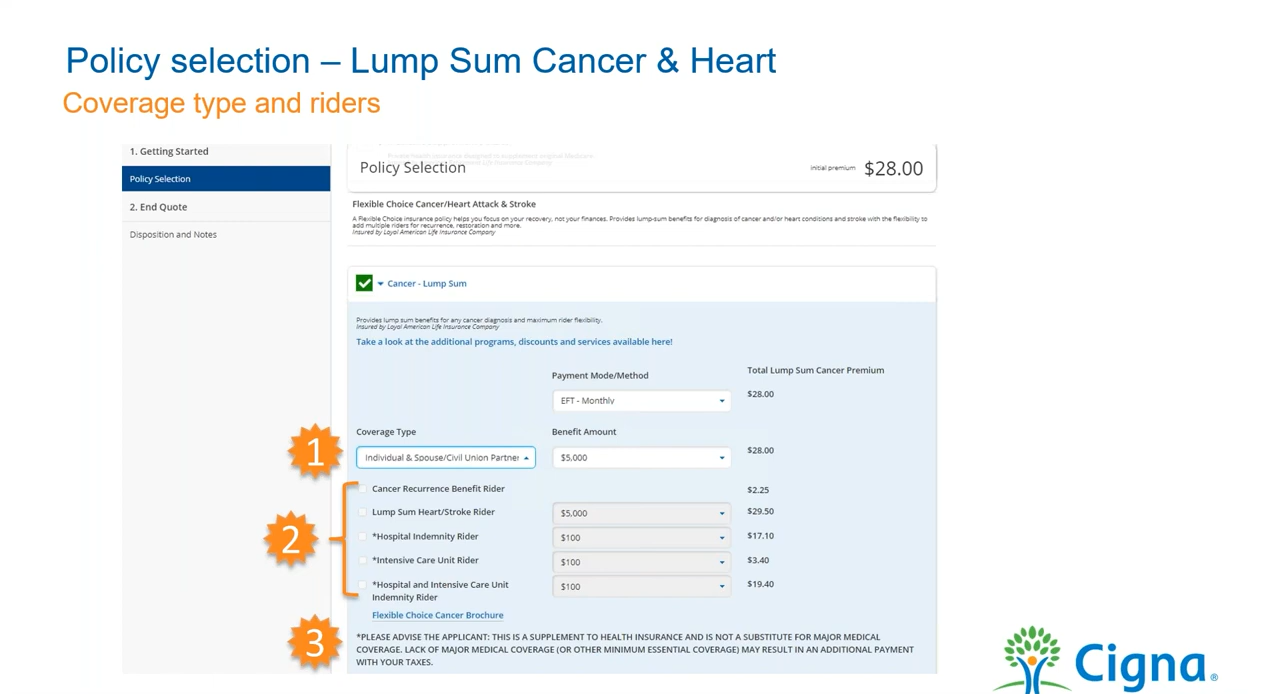 Policy selection – Lump Sum Cancer & Heart
Coverage type and riders
1. Getting Started
Policy Selection
2. End Quote
Disposition and Notes
Policy Selection
initial premium $28.00
Flexible Choice Cancer/Heart Attack & Stroke
A Flexible Choice insurance policy helps you focus on your recovery, not your finances. Provides lump-sum benefits for diagnosis of cancer and/or heart conditions and stroke with the flexibility to
add multiple riders for recurrence, restoration and more.
Insured by Loyal American Life Insurance Company
Cancer - Lump Sum
Provides lump sum benefits for any cancer diagnosis and maximum rider flexibility.
Insured by Loyal American Life Insurance Company
Take a look at the additional programs, discounts and services available here!
Payment Mode/Method
Total Lump Sum Cancer Premium
EFT - Monthly
$28.00
Coverage Type
Benefit Amount
1
Individual & Spouse/Civil Union Partner
$5,000
$28.00
2
Cancer Recurrence Benefit Rider
$2.25
Lump Sum Heart/Stroke Rider
$5,000
$29.50
*Hospital Indemnity Rider
$100
$17.10
*Intensive Care Unit Rider
$100
$3.40
*Hospital and Intensive Care Unit
Indemnity Rider
$100
$19.40
Flexible Choice Cancer Brochure
3
*PLEASE ADVISE THE APPLICANT: THIS IS A SUPPLEMENT TO HEALTH INSURANCE AND IS NOT A SUBSTITUTE FOR MAJOR MEDICAL
COVERAGE. LACK OF MAJOR MEDICAL COVERAGE (OR OTHER MINIMUM ESSENTIAL COVERAGE) MAY RESULT IN AN ADDITIONAL PAYMENT
WITH YOUR TAXES.
Cigna®